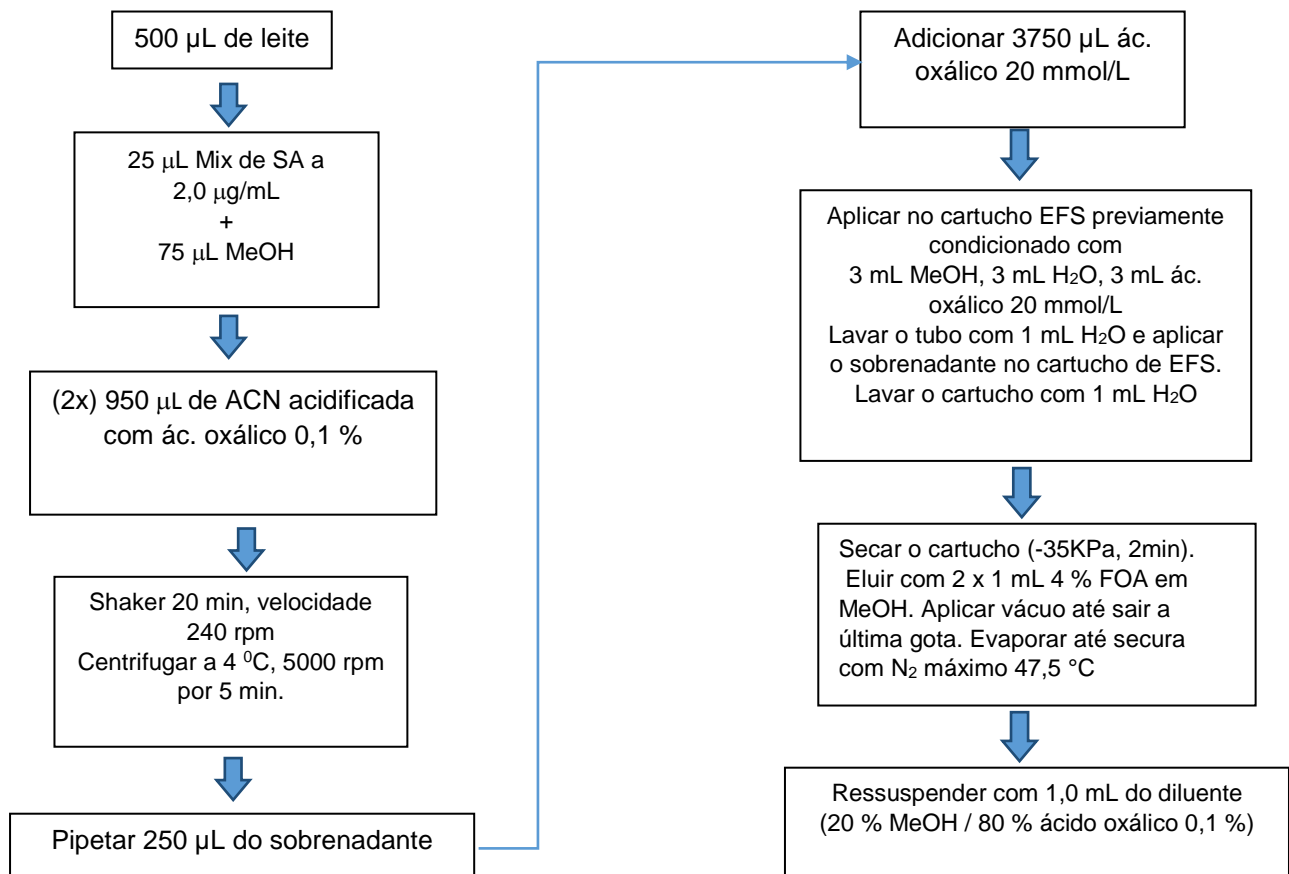 500 µL de leite
25 µL Mix de SA a
2,0 µg/mL
+
75 µL MeOH
(2x) 950 µL de ACN acidificada
com ác. oxálico 0,1 %
Shaker 20 min, velocidade
240 rpm
Centrifugar a 4 ⁰C, 5000 rpm
por 5 min.
Pipetar 250 µL do sobrenadante
Adicionar 3750 µL ác.
oxálico 20 mmol/L
Aplicar no cartucho EFS previamente
condicionado com
3 mL MeOH, 3 mL H₂O, 3 mL ác.
oxálico 20 mmol/L
Lavar o tubo com 1 mL H₂O e aplicar
o sobrenadante no cartucho de EFS.
Lavar o cartucho com 1 mL H₂O
Secar o cartucho (-35KPa, 2min).
Eluir com 2 x 1 mL 4 % FOA em
MeOH. Aplicar vácuo até sair a
última gota. Evaporar até secura
com N₂ máximo 47,5 °C
Ressuspender com 1,0 mL do diluente
(20 % MeOH / 80 % ácido oxálico 0,1 %)